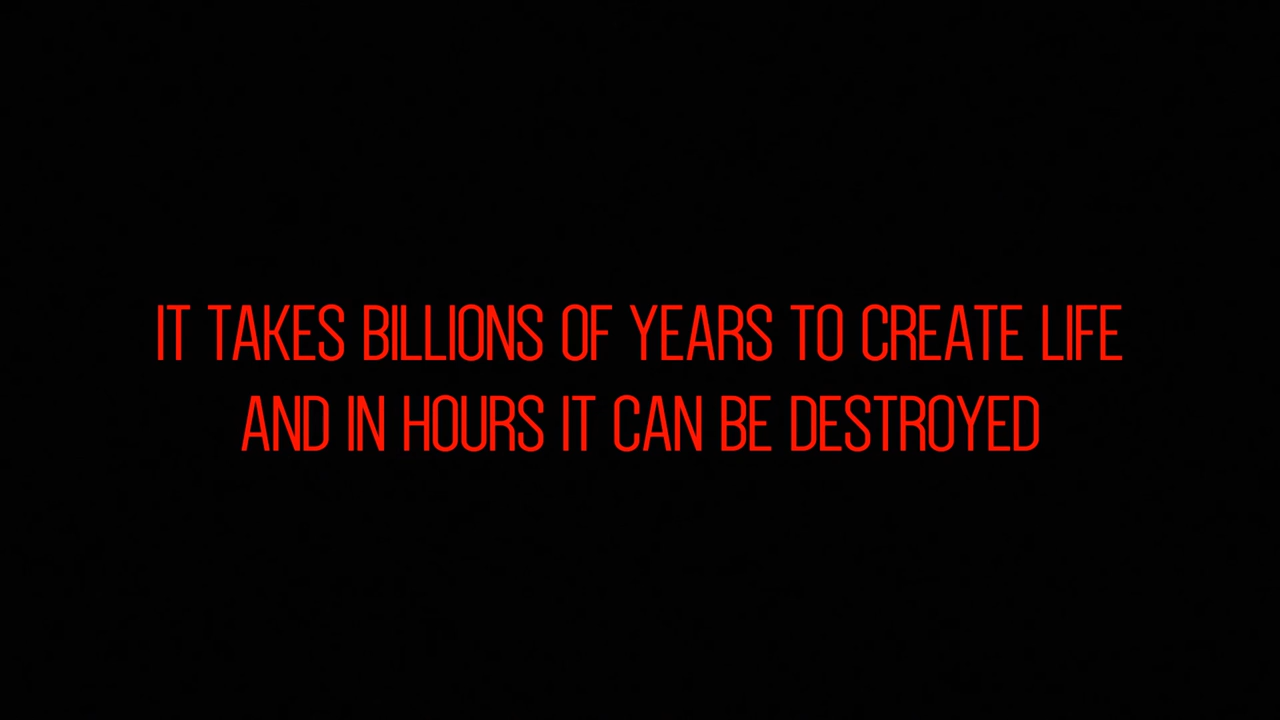 IT TAKES BILLIONS OF YEARS TO CREATE LIFE
AND IN HOURS IT CAN BE DESTROYED